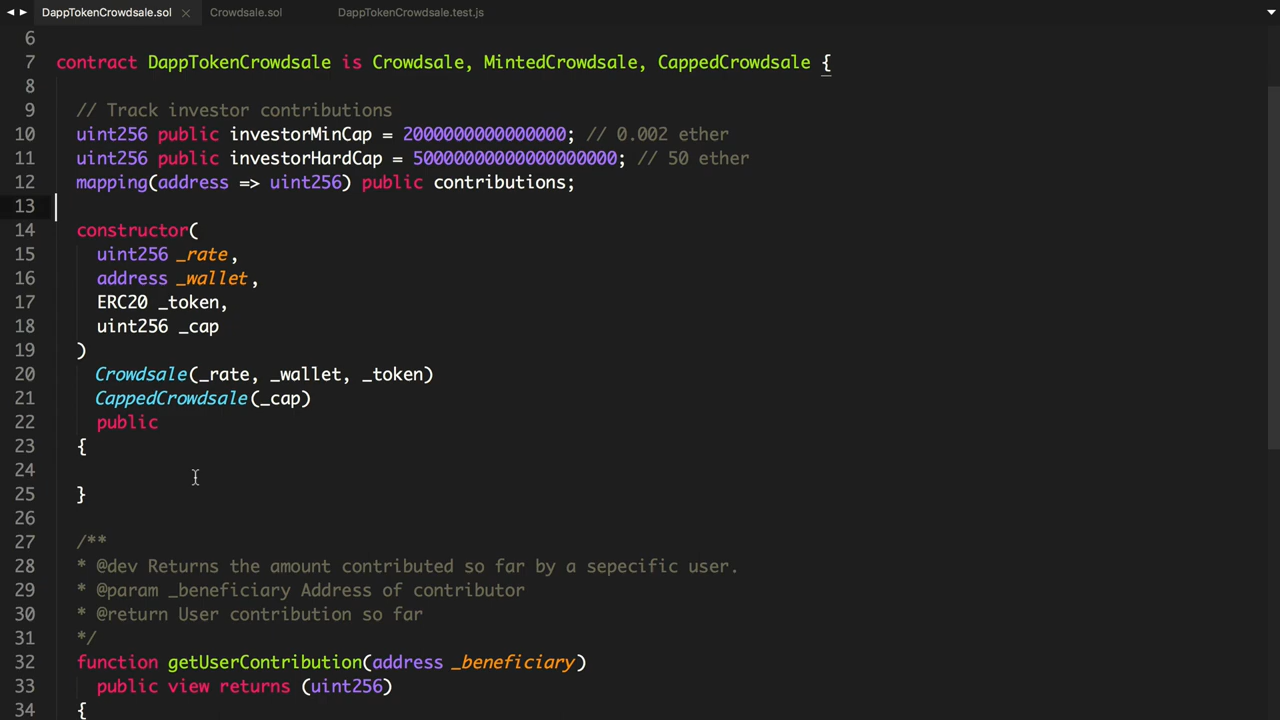 DappTokenCrowdsale.sol × Crowdsale.sol DappTokenCrowdsale.test.js
6
7 contract DappTokenCrowdsale is Crowdsale, MintedCrowdsale, CappedCrowdsale {
8
9 // Track investor contributions
10 uint256 public investorMinCap = 2000000000000000; // 0.002 ether
11 uint256 public investorHardCap = 50000000000000000000; // 50 ether
12 mapping(address => uint256) public contributions;
13
14 constructor(
15 uint256 _rate,
16 address _wallet,
17 ERC20 _token,
18 uint256 _cap
19 )
20 Crowdsale(_rate, _wallet, _token)
21 CappedCrowdsale(_cap)
22 public
23 {
24
25 }
26
27 /**
28 * @dev Returns the amount contributed so far by a sepecific user.
29 * @param _beneficiary Address of contributor
30 * @return User contribution so far
31 */
32 function getUserContribution(address _beneficiary)
33 public view returns (uint256)
34 {